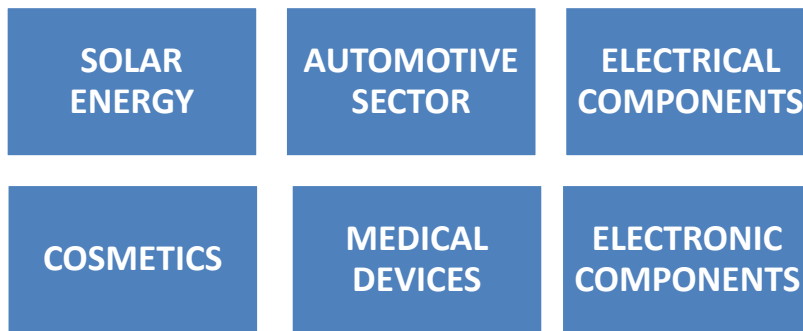 SOLAR
ENERGY
AUTOMOTIVE
SECTOR
ELECTRICAL
COMPONENTS
COSMETICS
MEDICAL
DEVICES
ELECTRONIC
COMPONENTS